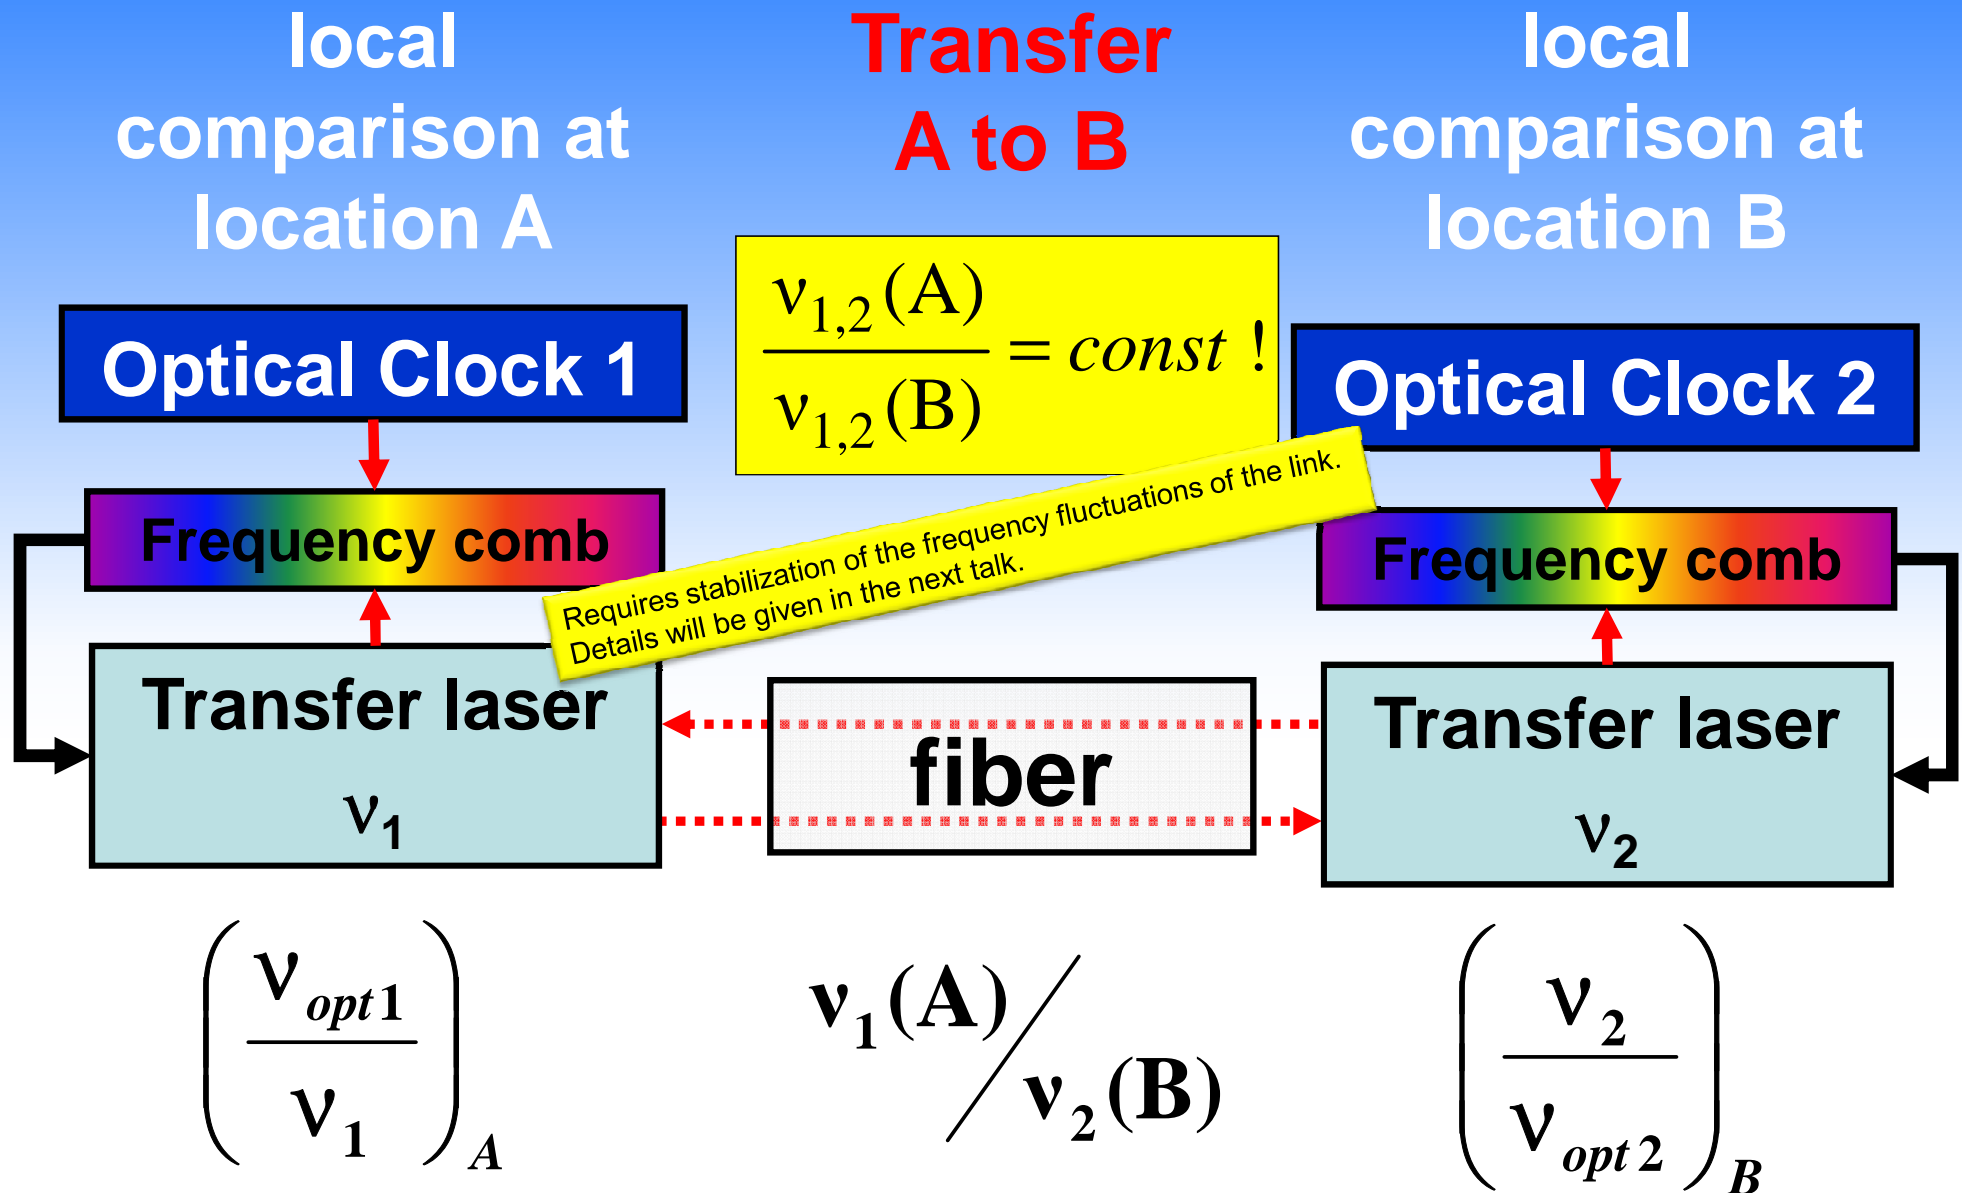 local
comparison at
location A
Transfer
A to B
local
comparison at
location B
ν1,2(A)
ν1,2(B)
= const !
Optical Clock 1
Optical Clock 2
Frequency comb
Frequency comb
Requires stabilization of the frequency fluctuations of the link.
Details will be given in the next talk.
Transfer laser
ν1
fiber
Transfer laser
ν2
(νopt1
ν1)A
ν1(A)/
ν2(B)
(ν2
νopt2)B